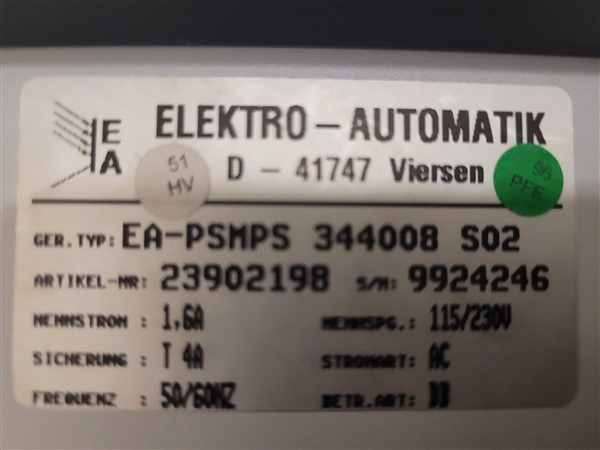 EA
ELEKTRO - AUTOMATIK
D - 41747 Viersen
51
HV
96
PFE
GER.TYP: EA-PSMPS 344008 S02
ARTIKEL-NR: 23902198 S/N: 9924246
NENNSTROM : 1,6A NENNSPG.: 115/230V
SICHERUNG : T 4A STROMART: AC
FREQUENZ : 50/60HZ BETR.ART: DB